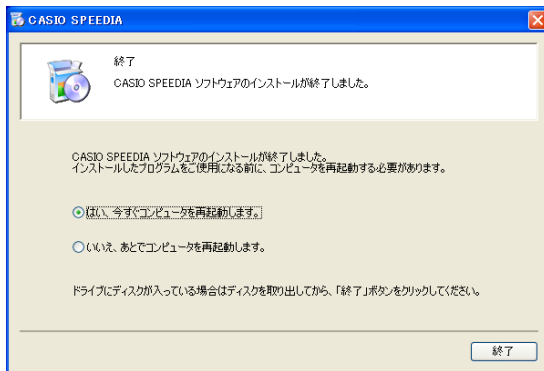 CASIO SPEEDIA
終了
CASIO SPEEDIA ソフトウェアのインストールが終了しました。
CASIO SPEEDIA ソフトウェアのインストールが終了しました。
インストールしたプログラムをご使用になる前に、コンピュータを再起動する必要があります。
はい、今すぐコンピュータを再起動します。
いいえ、あとでコンピュータを再起動します。
ドライブにディスクが入っている場合はディスクを取り出してから、「終了」ボタンをクリックしてください。
終了